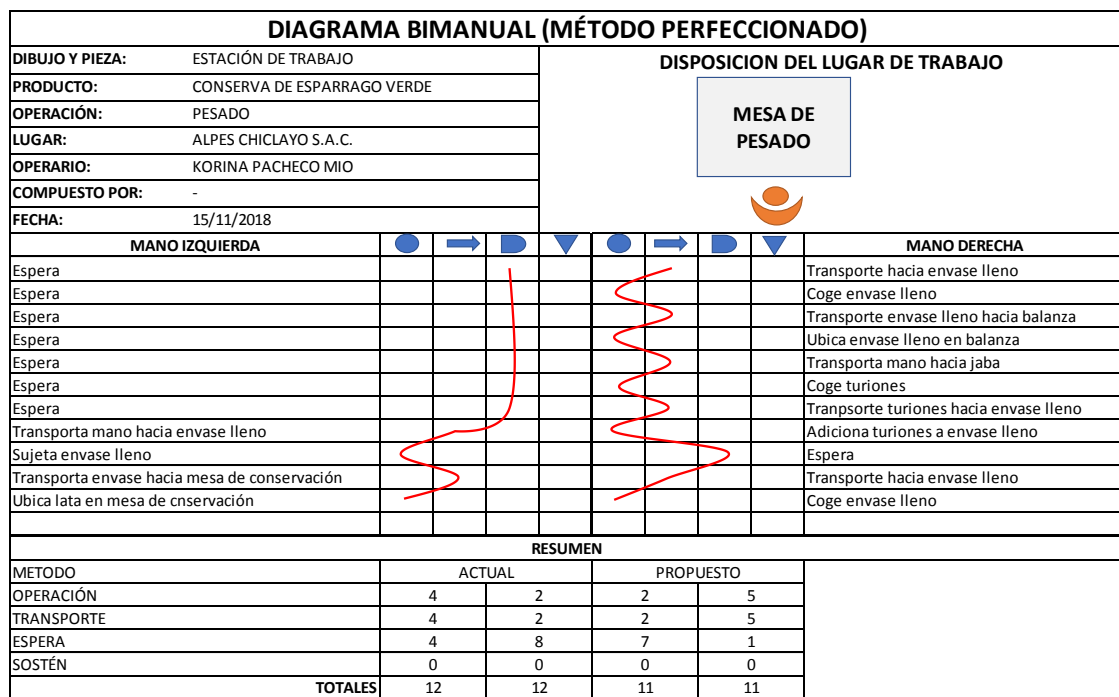 DIAGRAMA BIMANUAL (MÉTODO PERFECCIONADO)
DIBUJO Y PIEZA: ESTACIÓN DE TRABAJO
PRODUCTO: CONSERVA DE ESPARRAGO VERDE
OPERACIÓN: PESADO
LUGAR: ALPES CHICLAYO S.A.C.
OPERARIO: KORINA PACHECO MIO
COMPUESTO POR: -
FECHA: 15/11/2018
DISPOSICION DEL LUGAR DE TRABAJO
MESA DE
PESADO
MANO IZQUIERDA MANO DERECHA
Espera Transporte hacia envase lleno
Espera Coge envase lleno
Espera Transporte envase lleno hacia balanza
Espera Ubica envase lleno en balanza
Espera Transporta mano hacia jaba
Espera Coge turiones
Espera Tranpsorte turiones hacia envase lleno
Transporta mano hacia envase lleno Adiciona turiones a envase lleno
Sujeta envase lleno Espera
Transporta envase hacia mesa de conservación Transporte hacia envase lleno
Ubica lata en mesa de cnservación Coge envase lleno
RESUMEN
METODO ACTUAL PROPUESTO
OPERACIÓN 4 2 2 5
TRANSPORTE 4 2 2 5
ESPERA 4 8 7 1
SOSTÉN 0 0 0 0
TOTALES 12 12 11 11